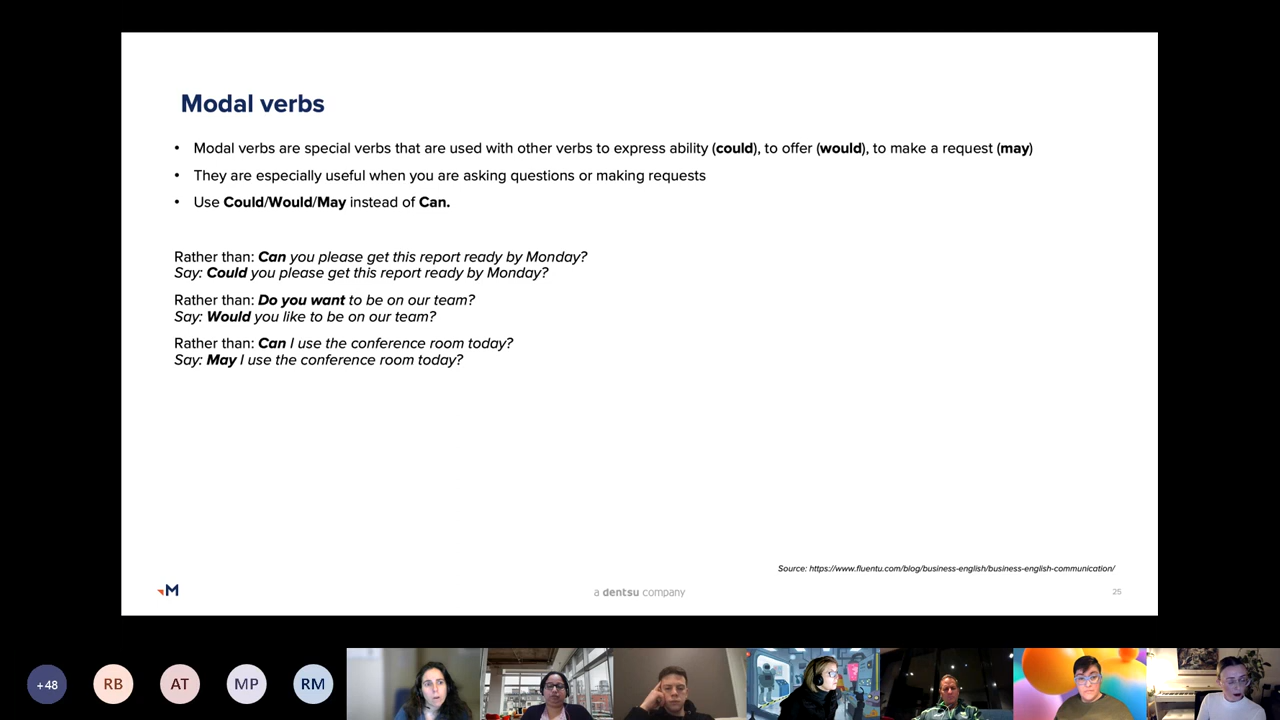 Modal verbs
• Modal verbs are special verbs that are used with other verbs to express ability (could), to offer (would), to make a request (may)
• They are especially useful when you are asking questions or making requests
• Use Could/Would/May instead of Can.
Rather than: Can you please get this report ready by Monday?
Say: Could you please get this report ready by Monday?
Rather than: Do you want to be on our team?
Say: Would you like to be on our team?
Rather than: Can I use the conference room today?
Say: May I use the conference room today?
Source: https://www.fluentu.com/blog/business-english/business-english-communication/
M
a dentsu company
25
+48
RB
AT
MP
RM